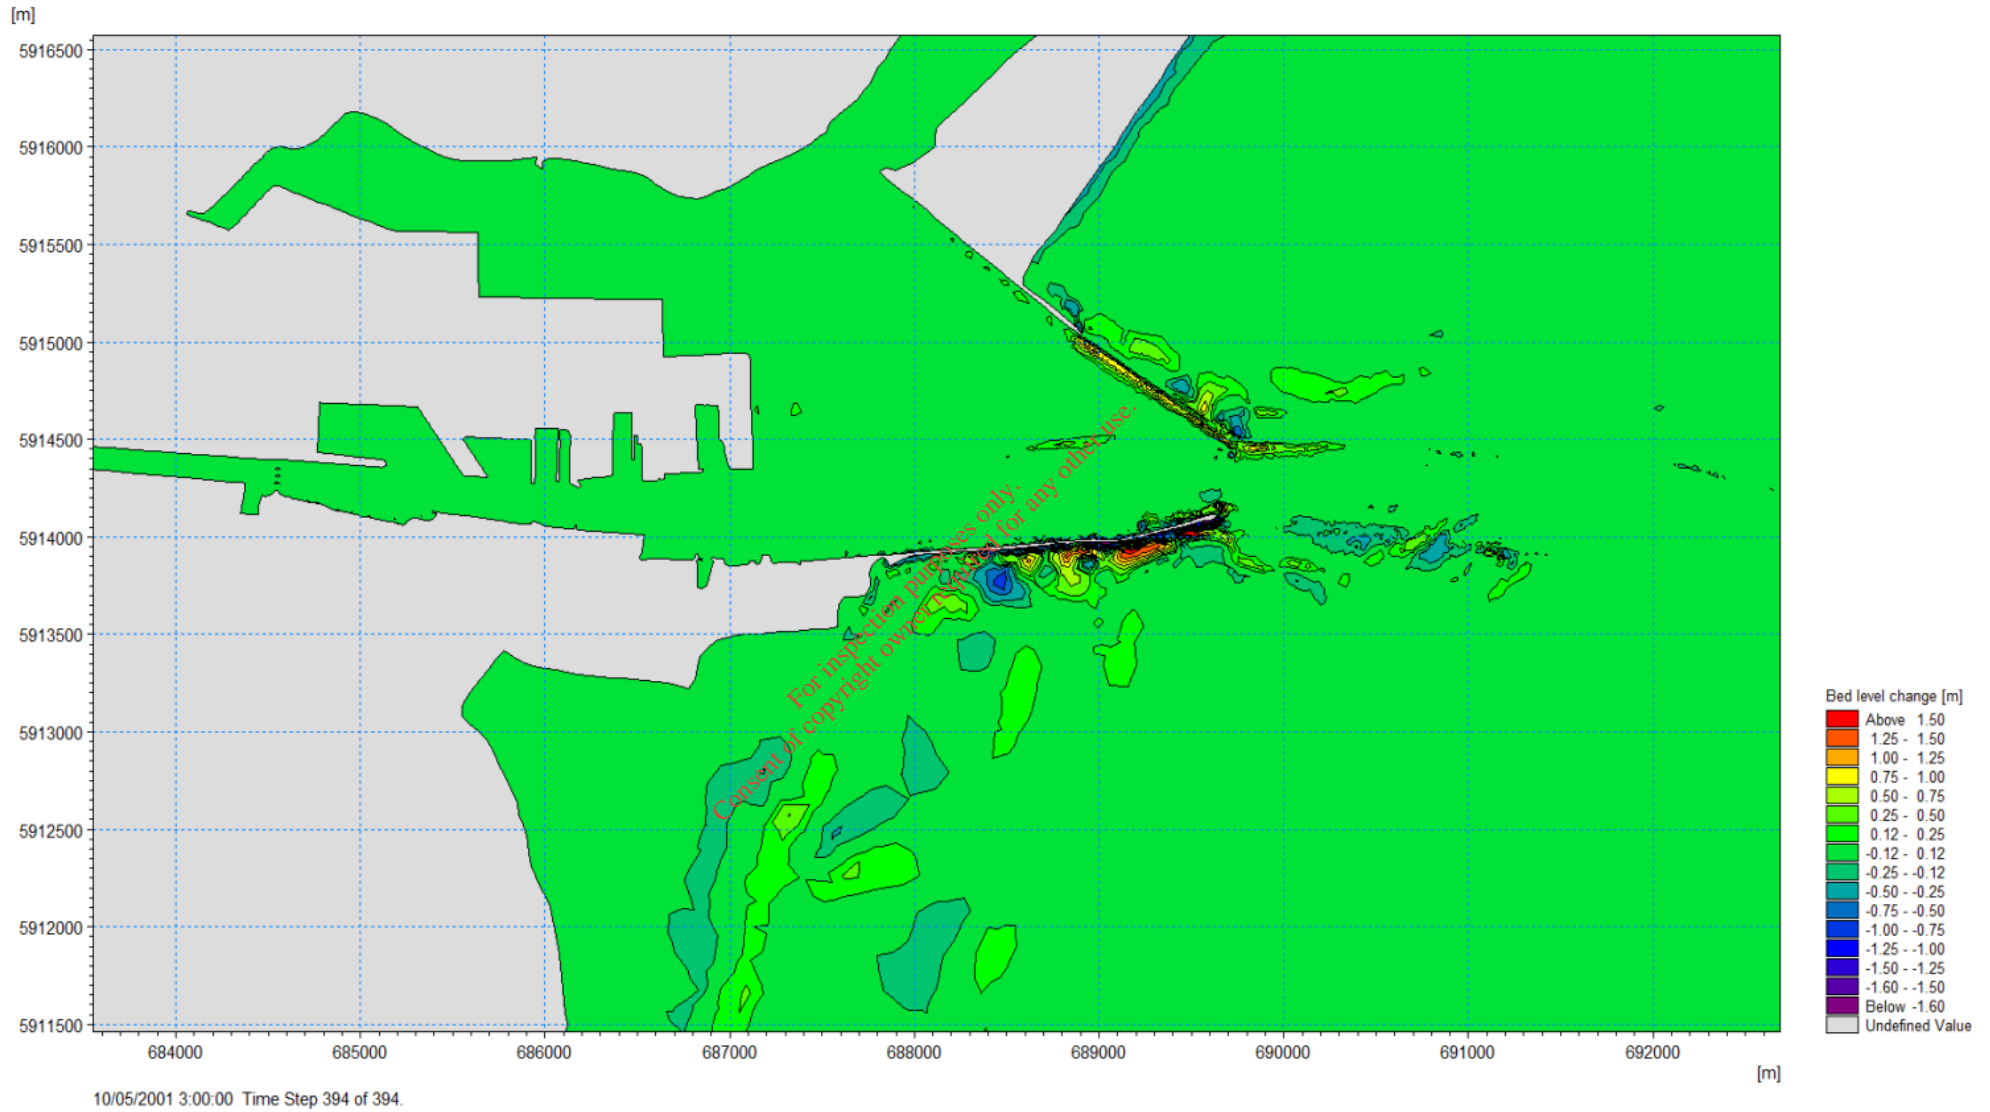 [m]
5916500
5916000
5915500
5915000
5914500
5914000
5913500
5913000
5912500
5912000
5911500
For inspection purposes only.
Consent of copyright owner required for any other use.
Bed level change [m]
Above 1.50
1.25 - 1.50
1.00 - 1.25
0.75 - 1.00
0.50 - 0.75
0.25 - 0.50
0.12 - 0.25
-0.12 - 0.12
-0.25 - -0.12
-0.50 - -0.25
-0.75 - -0.50
-1.00 - -0.75
-1.25 - -1.00
-1.50 - -1.25
-1.60 - -1.50
Below -1.60
Undefined Value
684000 685000 686000 687000 688000 689000 690000 691000 692000
[m]
10/05/2001 3:00:00 Time Step 394 of 394.